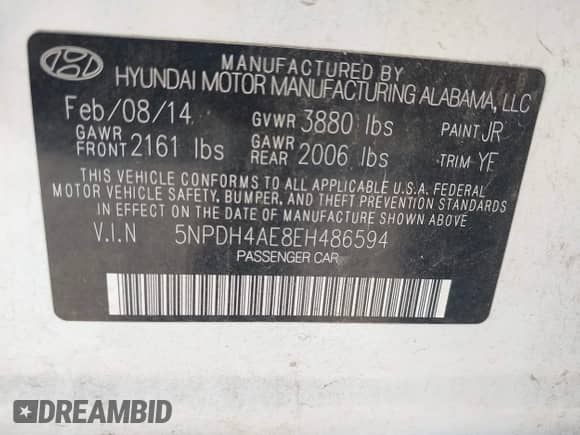 MANUFACTURED BY
HYUNDAI MOTOR MANUFACTURING ALABAMA, LLC
Feb/08/14 GVWR 3880 lbs PAINT JR
GAWR FRONT 2161 lbs GAWR REAR 2006 lbs TRIM YF
THIS VEHICLE CONFORMS TO ALL APPLICABLE U.S.A. FEDERAL
MOTOR VEHICLE SAFETY, BUMPER, AND THEFT PREVENTION STANDARDS
IN EFFECT ON THE DATE OF MANUFACTURE SHOWN ABOVE.
V.I.N 5NPDH4AE8EH486594
PASSENGER CAR
DREAMBID